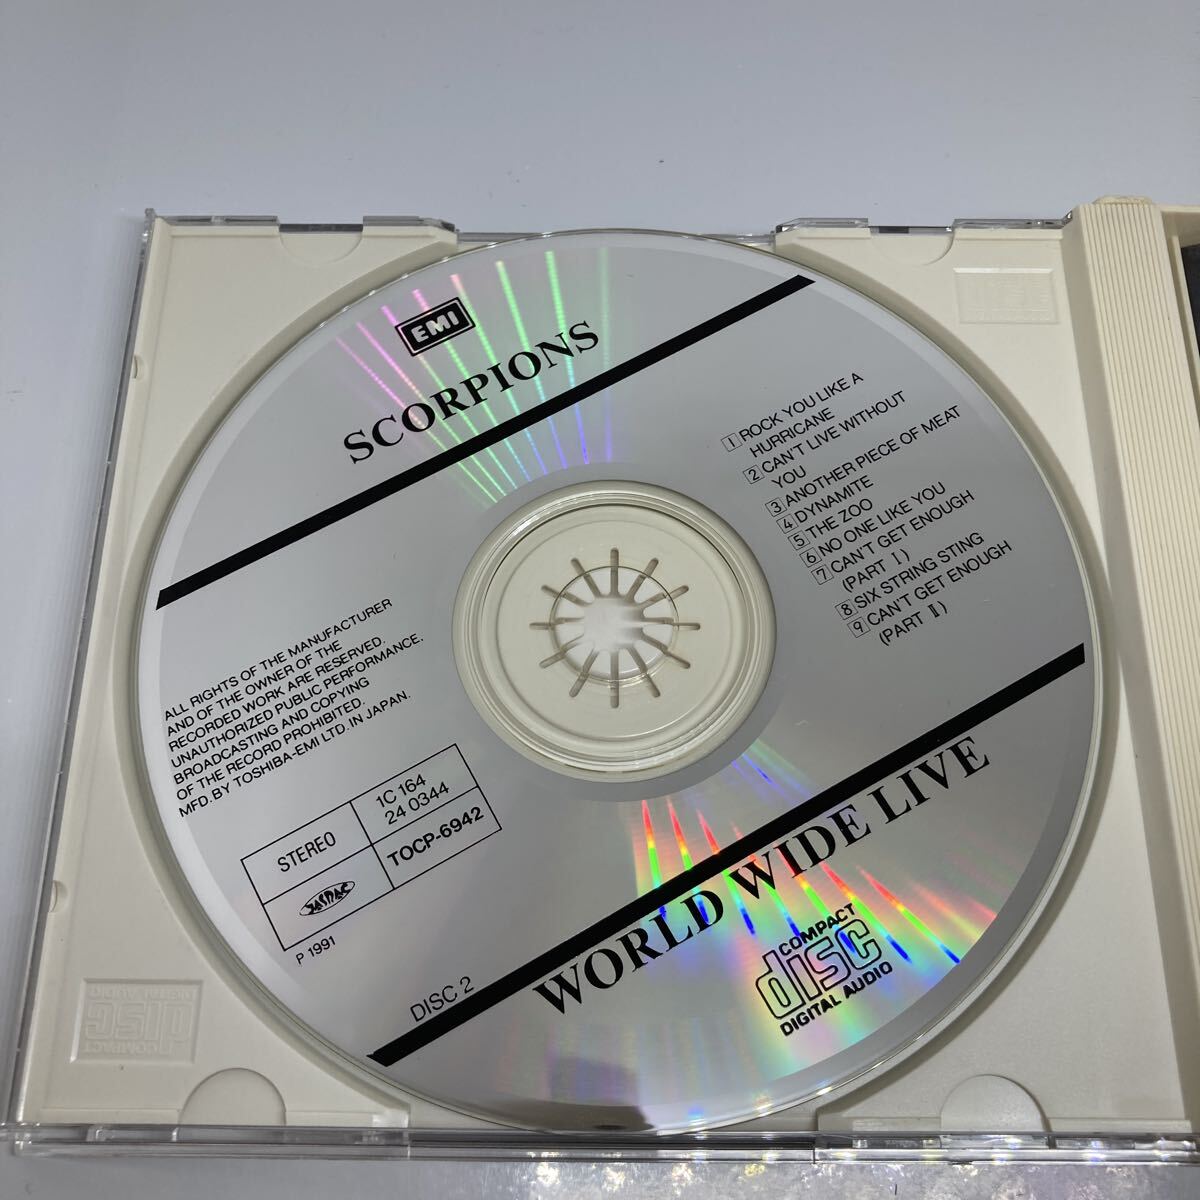 EMI
SCORPIONS
1 ROCK YOU LIKE A
HURRICANE
2 CAN'T LIVE WITHOUT
YOU
3 ANOTHER PIECE OF MEAT
4 DYNAMITE
5 THE ZOO
6 NO ONE LIKE YOU
7 CAN'T GET ENOUGH
(PART Ⅰ)
8 SIX STRING STING
9 CAN'T GET ENOUGH
(PART Ⅱ)
ALL RIGHTS OF THE MANUFACTURER
AND OF THE OWNER OF THE
RECORDED WORK ARE RESERVED.
UNAUTHORIZED PUBLIC PERFORMANCE,
BROADCASTING AND COPYING
OF THE RECORD PROHIBITED.
MFD. BY TOSHIBA-EMI LTD. IN JAPAN.
STEREO
1C 164
24 0344
JASRAC
TOCP-6942
P 1991
DISC 2
WORLD WIDE LIVE
COMPACT
disc
DIGITAL AUDIO
COMPACT
disc
DIGITAL AUDIO